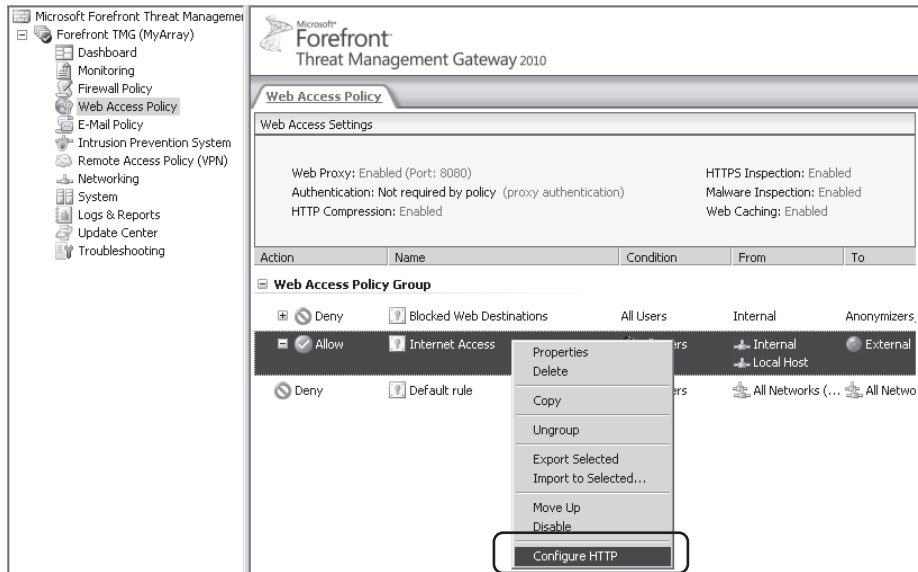 Microsoft Forefront Threat Manageme
Forefront TMG (MyArray)
Dashboard
Monitoring
Firewall Policy
Web Access Policy
E-Mail Policy
Intrusion Prevention System
Remote Access Policy (VPN)
Networking
System
Logs & Reports
Update Center
Troubleshooting
Microsoft
Forefront
Threat Management Gateway 2010
Web Access Policy
Web Access Settings
Web Proxy: Enabled (Port: 8080) HTTPS Inspection: Enabled
Authentication: Not required by policy (proxy authentication) Malware Inspection: Enabled
HTTP Compression: Enabled Web Caching: Enabled
Action Name Condition From To
Web Access Policy Group
Deny Blocked Web Destinations All Users Internal Anonymizers
Allow Internet Access ers Internal External
Local Host
Deny Default rule ers All Networks (... All Netwo
Properties
Delete
Copy
Ungroup
Export Selected
Import to Selected...
Move Up
Disable
Configure HTTP